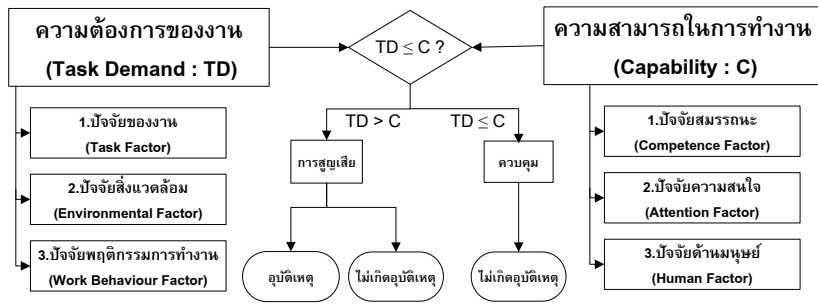 ความต้องการของงาน
(Task Demand : TD)
TD ≤ C ?
ความสามารถในการทำงาน
(Capability : C)
1.ปัจจัยของงาน
(Task Factor)
2.ปัจจัยสิ่งแวดล้อม
(Environmental Factor)
3.ปัจจัยพฤติกรรมการทำงาน
(Work Behaviour Factor)
TD > C
TD ≤ C
การสูญเสีย
ควบคุม
อุบัติเหตุ
ไม่เกิดอุบัติเหตุ
ไม่เกิดอุบัติเหตุ
1.ปัจจัยสมรรถนะ
(Competence Factor)
2.ปัจจัยความสนใจ
(Attention Factor)
3.ปัจจัยด้านมนุษย์
(Human Factor)